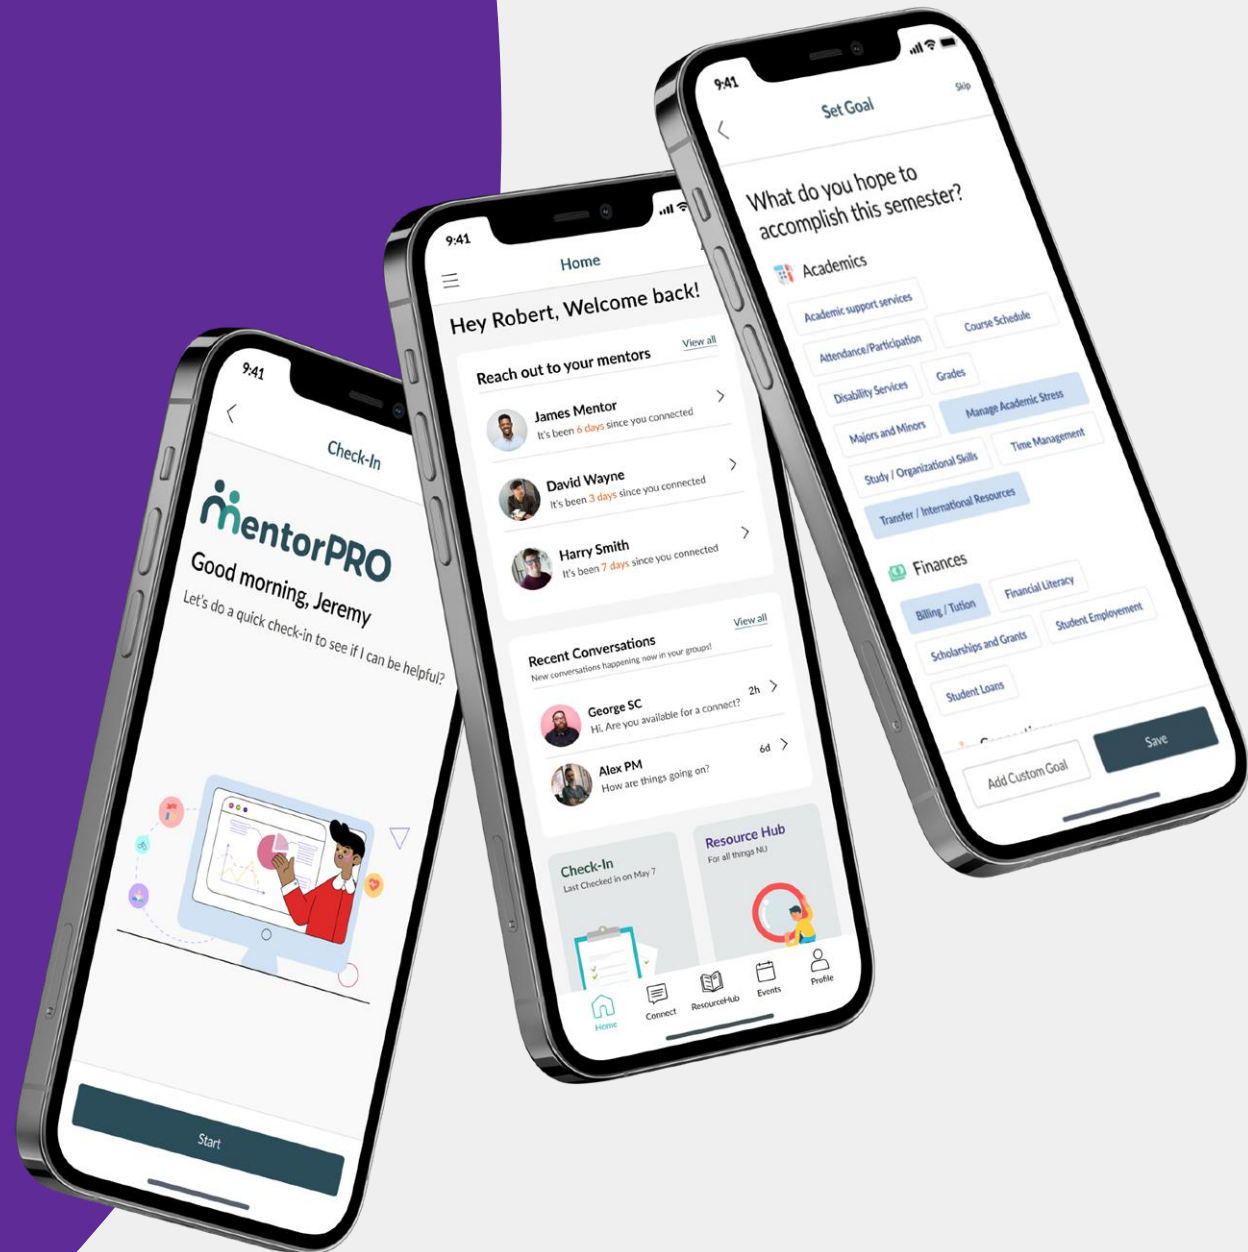 9:41
Check-In
mentorPRO
Good morning, Jeremy
Let's do a quick check-in to see if I can be helpful?
Start
9:41
Home
Hey Robert, Welcome back!
Reach out to your mentors
View all
James Mentor
It's been 6 days since you connected
David Wayne
It's been 3 days since you connected
Harry Smith
It's been 7 days since you connected
Recent Conversations
View all
New conversations happening now in your groups!
George SC
2h
Hi, Are you available for a connect?
Alex PM
6d
How are things going on?
Check-In
Last Checked in on May 7
Resource Hub
For all things NU
Home
Connect
ResourceHub
Events
Profile
9:41
Set Goal
Skip
What do you hope to
accomplish this semester?
Academics
Academic support services
Attendance/Participation
Course Schedule
Disability Services
Grades
Majors and Minors
Manage Academic Stress
Study / Organizational Skills
Time Management
Transfer / International Resources
Finances
Billing / Tution
Financial Literacy
Scholarships and Grants
Student Employement
Student Loans
Add Custom Goal
Save